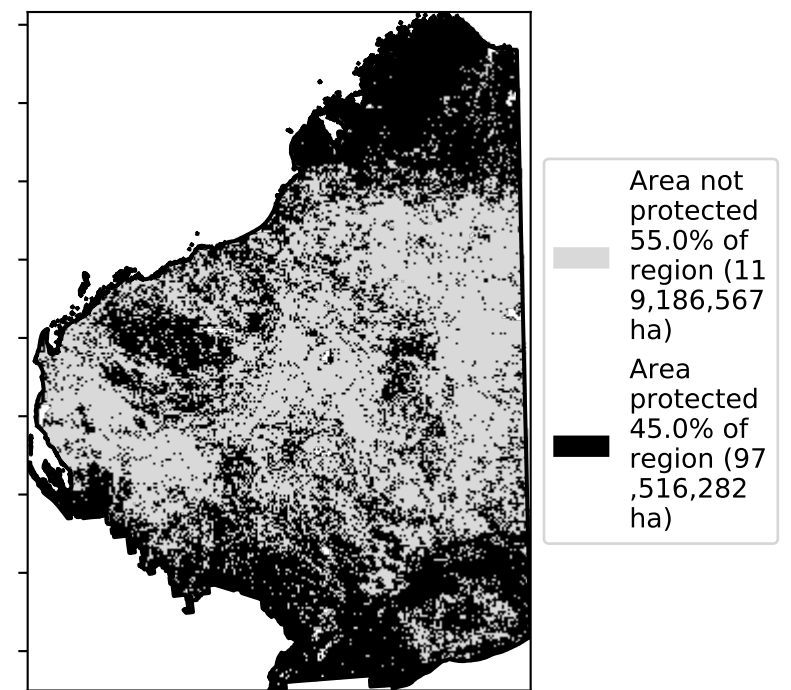 Area not
protected
55.0% of
region (11
9,186,567
ha)
Area
protected
45.0% of
region (97
,516,282
ha)